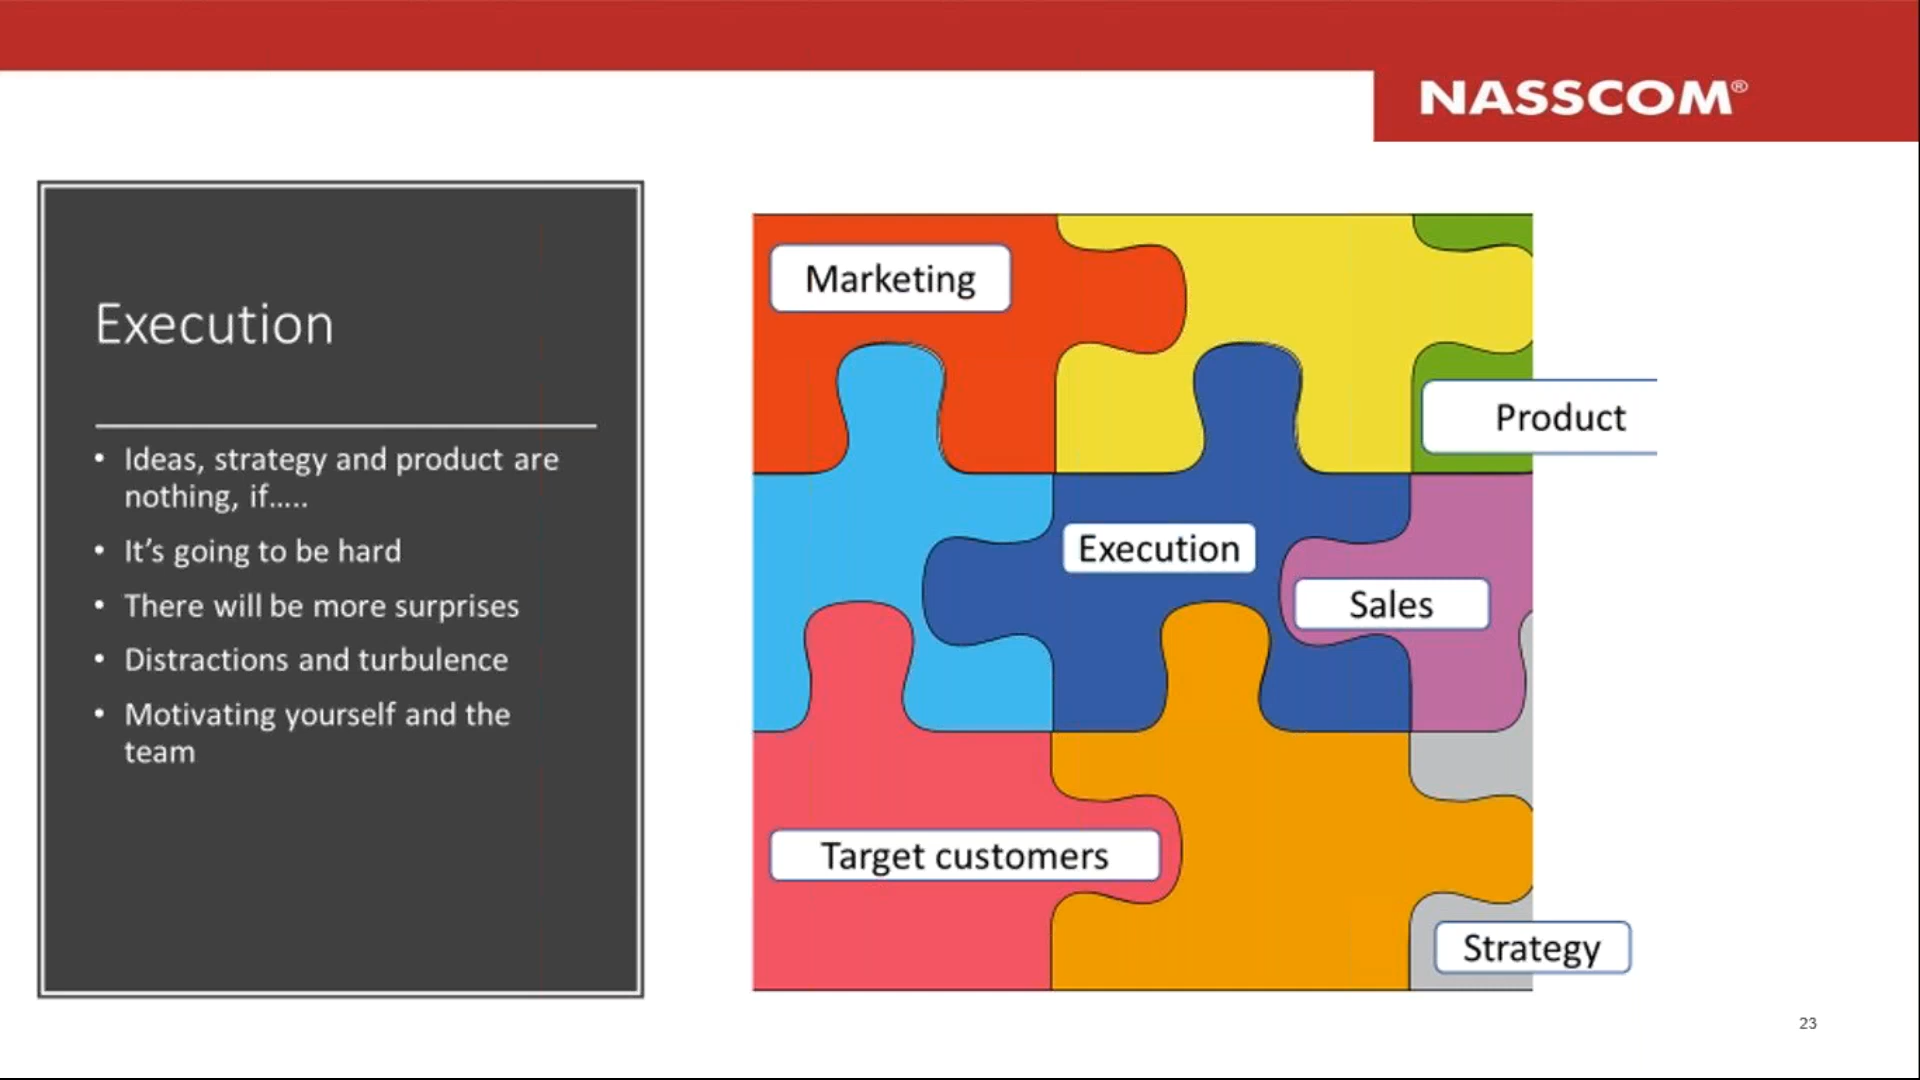 NASSCOM®
Execution
• Ideas, strategy and product are
nothing, if.....
• It's going to be hard
• There will be more surprises
• Distractions and turbulence
• Motivating yourself and the
team
Marketing
Product
Execution
Sales
Target customers
Strategy
23